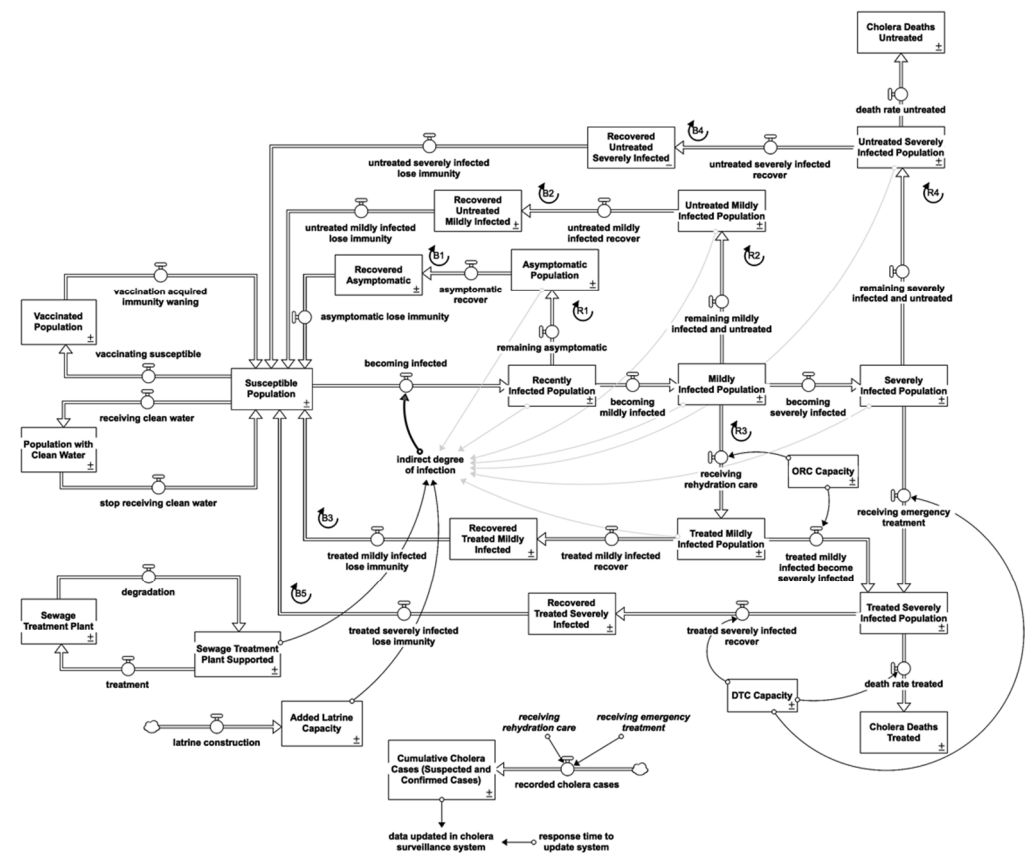 Cholera Deaths
Untreated
death rate untreated
B4
Recovered
Untreated
Severely Infected
Untreated Severely
Infected Population
untreated severely infected
lose immunity
untreated severely infected
recover
R4
B2
Recovered
Untreated
Mildly Infected
Untreated Mildly
Infected Population
untreated mildly infected
lose immunity
untreated mildly
infected recover
B1
R2
Recovered
Asymptomatic
Asymptomatic
Population
asymptomatic
recover
vaccination acquired
immunity waning
remaining severely
infected and untreated
Vaccinated
Population
asymptomatic lose immunity
R1
remaining mildly
infected and untreated
vaccinating susceptible
remaining asymptomatic
becoming infected
Susceptible
Population
Recently
Infected Population
Mildly
Infected Population
Severely
Infected Population
receiving clean water
becoming
mildly infected
becoming
severely infected
Population with
Clean Water
R3
indirect degree
of infection
receiving
rehydration care
ORC Capacity
stop receiving clean water
receiving emergency
treatment
B3
Recovered
Treated Mildly
Infected
Treated Mildly
Infected Population
treated mildly infected
lose immunity
treated mildly infected
recover
treated mildly
infected become
severely infected
degradation
B5
Sewage
Treatment Plant
Recovered
Treated Severely
Infected
Treated Severely
Infected Population
treated severely infected
lose immunity
treated severely infected
recover
Sewage Treatment
Plant Supported
treatment
death rate treated
DTC Capacity
Added Latrine
Capacity
latrine construction
receiving
rehydration care
receiving emergency
treatment
Cholera Deaths
Treated
Cumulative Cholera
Cases (Suspected and
Confirmed Cases)
recorded cholera cases
data updated in cholera
surveillance system
response time to
update system